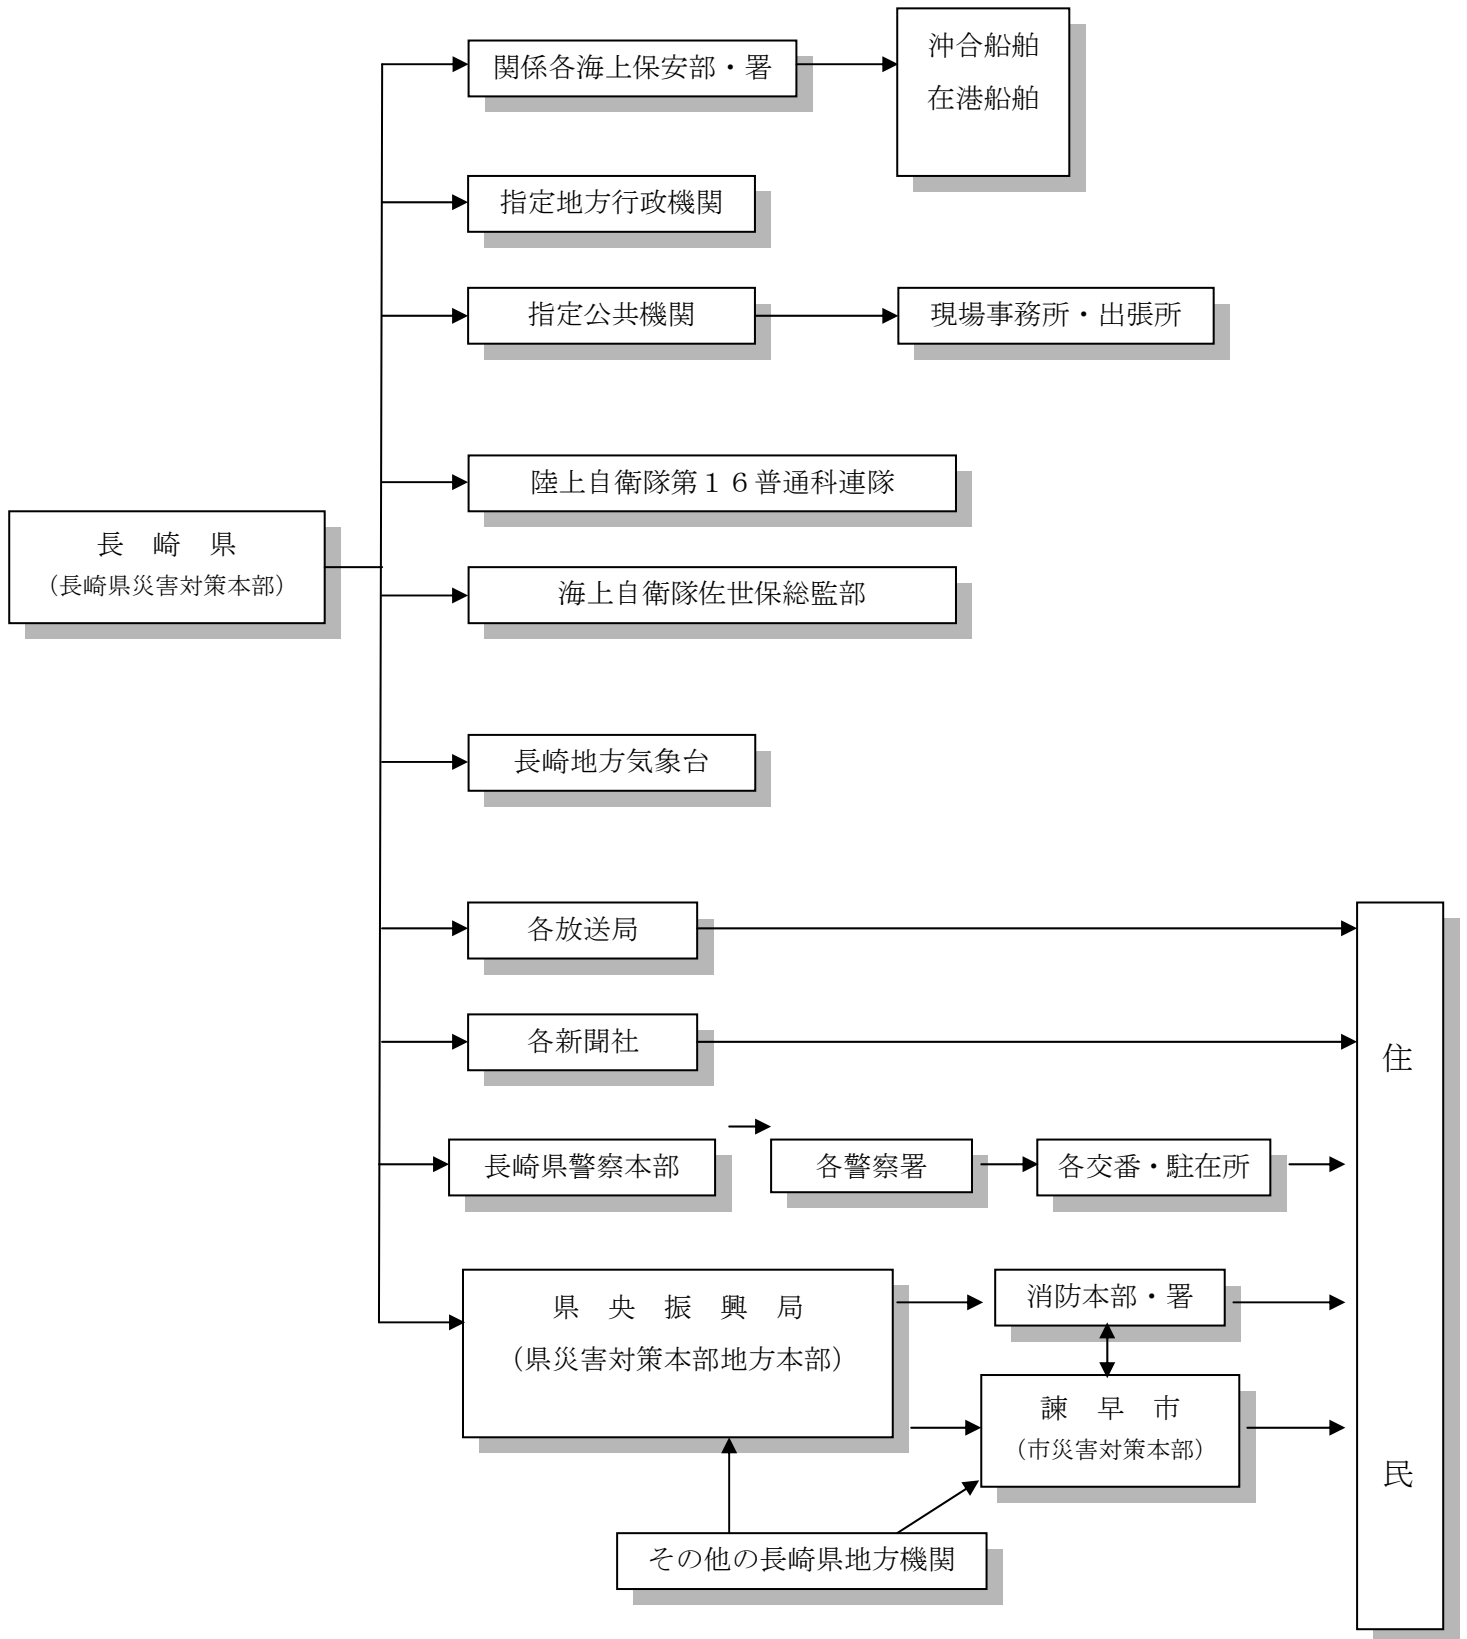 関係各海上保安部・署
沖合船舶
在港船舶
指定地方行政機関
指定公共機関
現場事務所・出張所
陸上自衛隊第１６普通科連隊
長　崎　県
（長崎県災害対策本部）
海上自衛隊佐世保総監部
長崎地方気象台
各放送局
各新聞社
長崎県警察本部
各警察署
各交番・駐在所
県　央　振　興　局
（県災害対策本部地方本部）
消防本部・署
諫　早　市
（市災害対策本部）
その他の長崎県地方機関
住
民